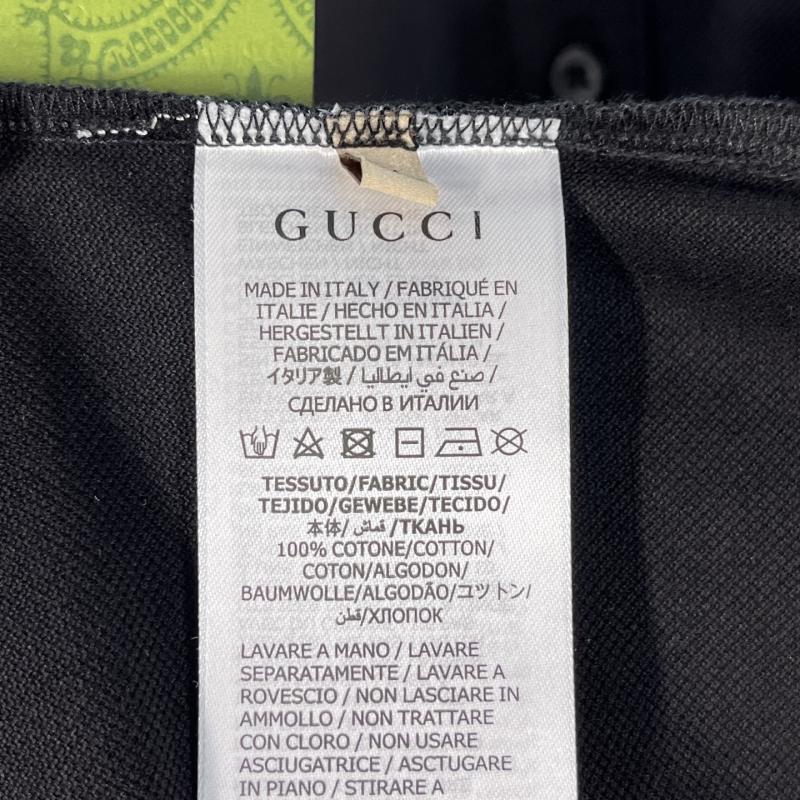 GUCCI
MADE IN ITALY / FABRIQUÉ EN
ITALIE / HECHO EN ITALIA /
HERGESTELLT IN ITALIEN /
FABRICADO EM ITÁLIA /
イタリア製 / صنع في ايطاليا /
СДЕЛАНО В ИТАЛИИ
TESSUTO/FABRIC/TISSU/
TEJIDO/GEWEBE/TECIDO/
本体/قماش/ТКАНЬ
100% COTONE/COTTON/
COTON/ALGODON/
BAUMWOLLE/ALGODÃO/コツトン/
قطن/ХЛОПОК
LAVARE A MANO / LAVARE
SEPARATAMENTE / LAVARE A
ROVESCIO / NON LASCIARE IN
AMMOLLO / NON TRATTARE
CON CLORO / NON USARE
ASCIUGATRICE / ASCIUGARE
IN PIANO / STIRARE A